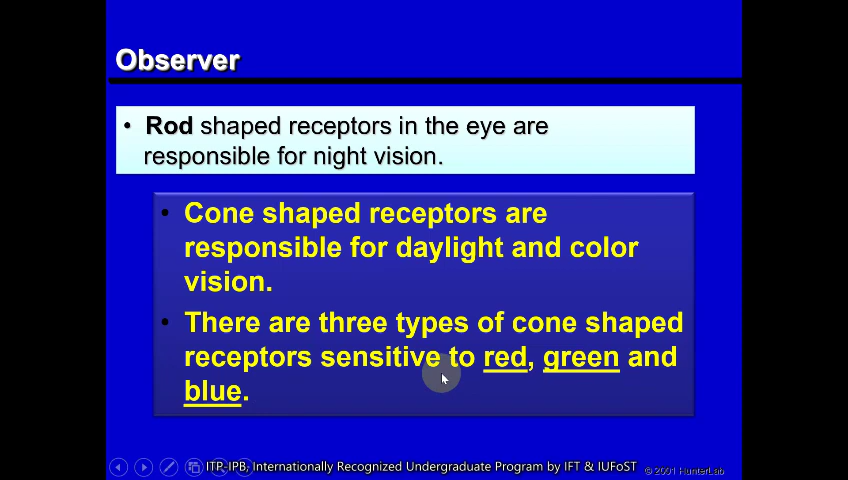 Observer
• Rod shaped receptors in the eye are
responsible for night vision.
• Cone shaped receptors are
responsible for daylight and color
vision.
• There are three types of cone shaped
receptors sensitive to red, green and
blue.
ITP-IPB, Internationally Recognized Undergraduate Program by IFT & IUFoST
© 2001 HunterLab